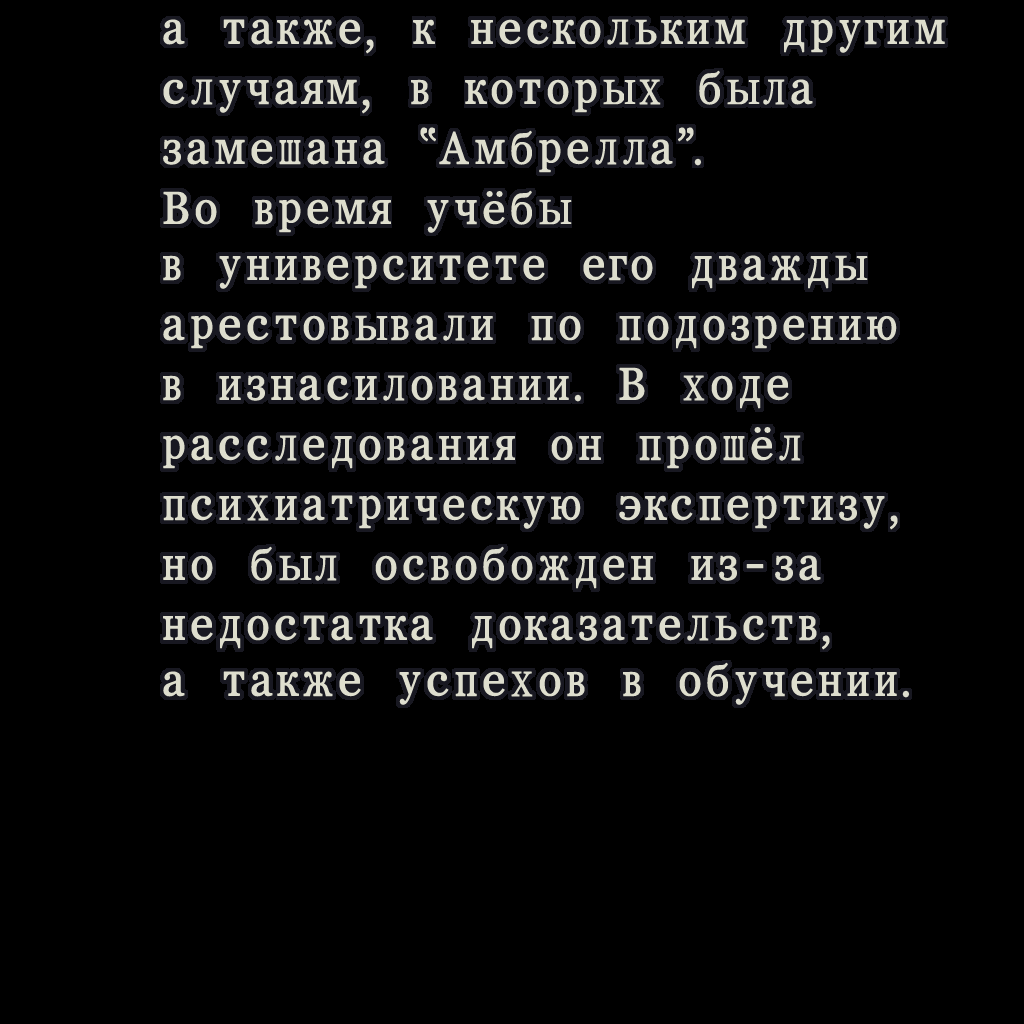 а также, к нескольким другим
случаям, в которых была
замешана “Амбрелла”.
Во время учёбы
в университете его дважды
арестовывали по подозрению
в изнасиловании. В ходе
расследования он прошёл
психиатрическую экспертизу,
но был освобожден из-за
недостатка доказательств,
а также успехов в обучении.